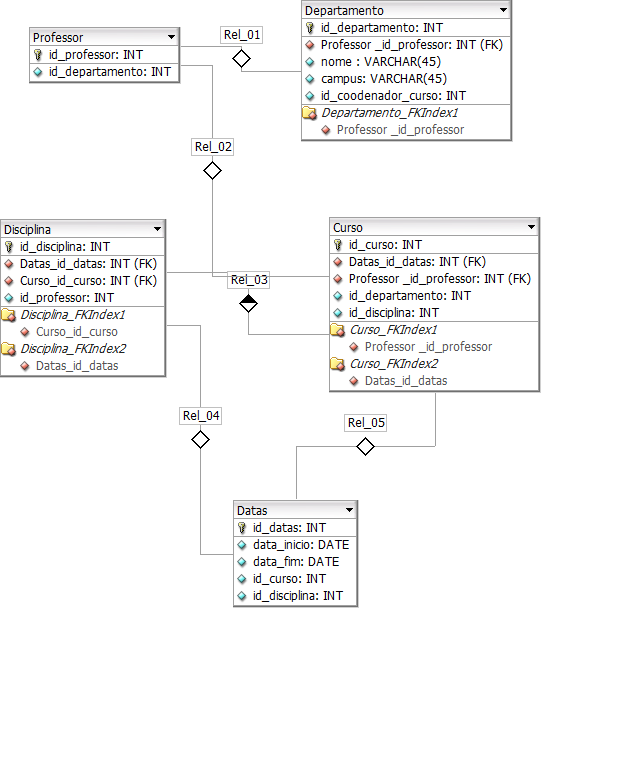 Professor
id_professor: INT
id_departamento: INT
Rel_01
Departamento
id_departamento: INT
Professor _id_professor: INT (FK)
nome : VARCHAR(45)
campus: VARCHAR(45)
id_coodenador_curso: INT
Departamento_FKIndex1
Professor _id_professor
Rel_02
Disciplina
id_disciplina: INT
Datas_id_datas: INT (FK)
Curso_id_curso: INT (FK)
id_professor: INT
Disciplina_FKIndex1
Curso_id_curso
Disciplina_FKIndex2
Datas_id_datas
Rel_03
Curso
id_curso: INT
Datas_id_datas: INT (FK)
Professor _id_professor: INT (FK)
id_departamento: INT
id_disciplina: INT
Curso_FKIndex1
Professor _id_professor
Curso_FKIndex2
Datas_id_datas
Rel_04
Rel_05
Datas
id_datas: INT
data_inicio: DATE
data_fim: DATE
id_curso: INT
id_disciplina: INT